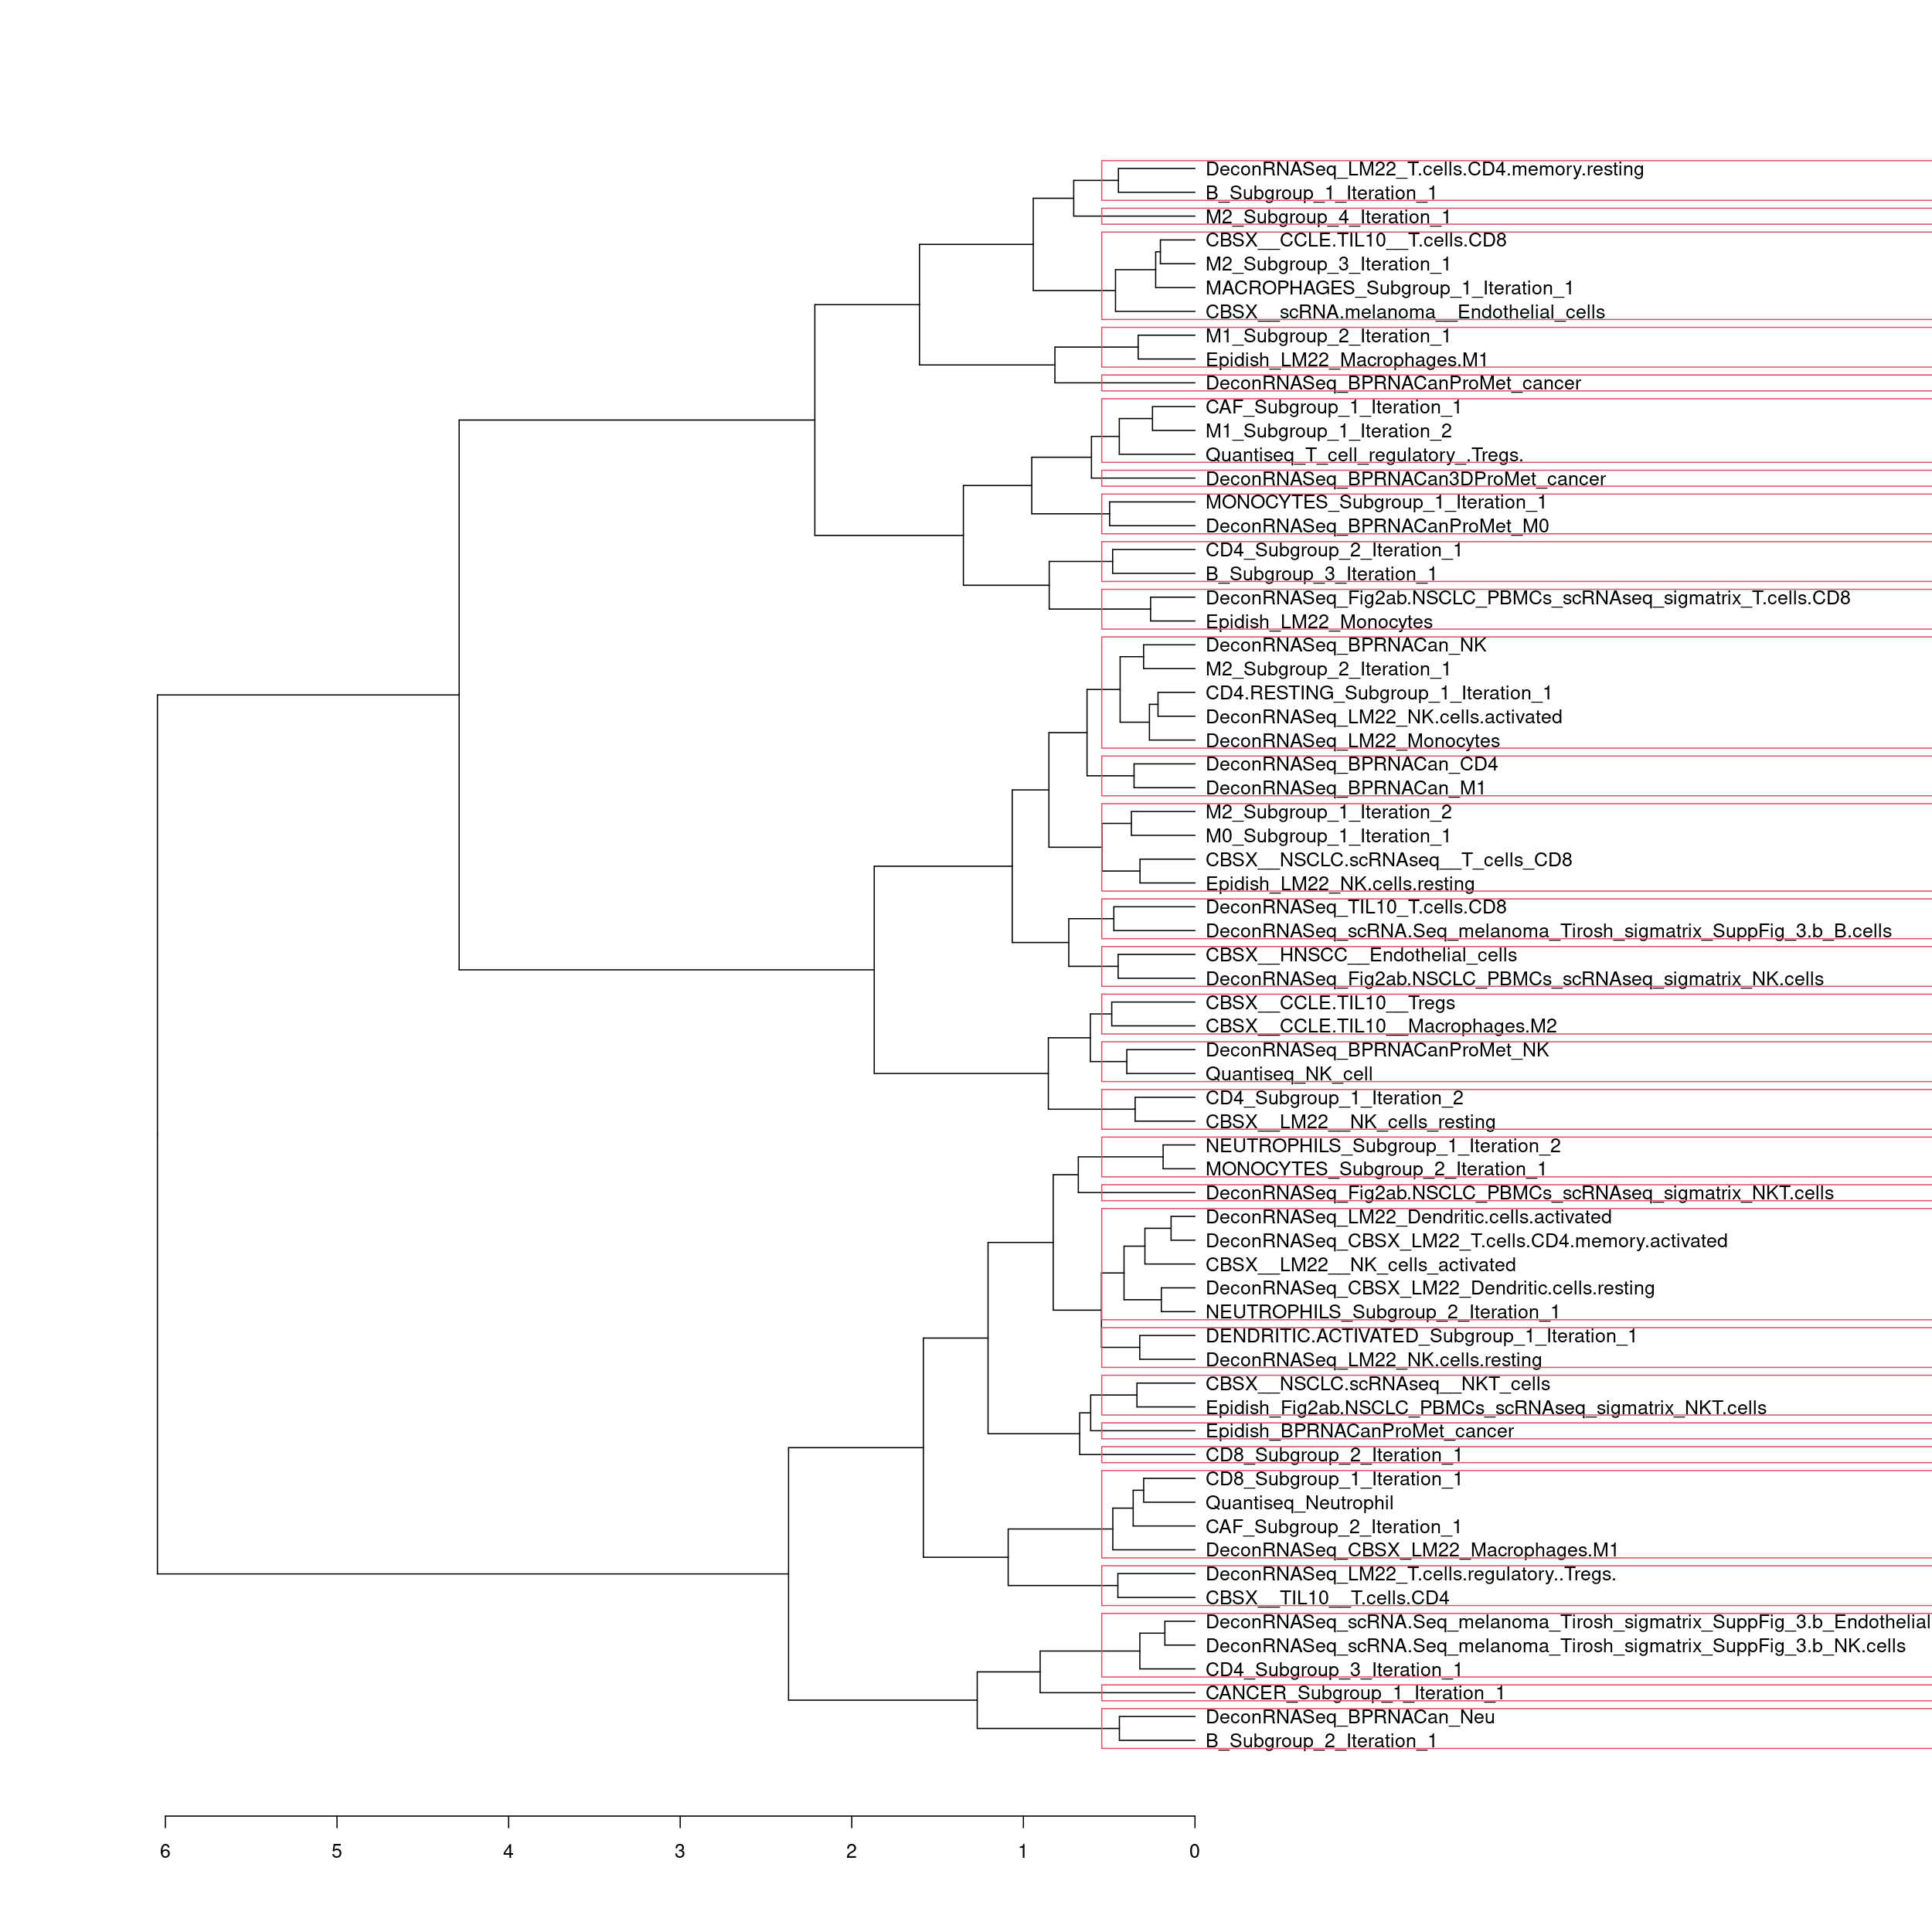 DeconRNASeq_LM22_T.cells.CD4.memory.resting
B_Subgroup_1_Iteration_1
M2_Subgroup_4_Iteration_1
CBSX__CCLE.TIL10__T.cells.CD8
M2_Subgroup_3_Iteration_1
MACROPHAGES_Subgroup_1_Iteration_1
CBSX__scRNA.melanoma__Endothelial_cells
M1_Subgroup_2_Iteration_1
Epidish_LM22_Macrophages.M1
DeconRNASeq_BPRNACanProMet_cancer
CAF_Subgroup_1_Iteration_1
M1_Subgroup_1_Iteration_2
Quantiseq_T_cell_regulatory_.Tregs.
DeconRNASeq_BPRNACan3DProMet_cancer
MONOCYTES_Subgroup_1_Iteration_1
DeconRNASeq_BPRNACanProMet_M0
CD4_Subgroup_2_Iteration_1
B_Subgroup_3_Iteration_1
DeconRNASeq_Fig2ab.NSCLC_PBMCs_scRNAseq_sigmatrix_T.cells.CD8
Epidish_LM22_Monocytes
DeconRNASeq_BPRNACan_NK
M2_Subgroup_2_Iteration_1
CD4.RESTING_Subgroup_1_Iteration_1
DeconRNASeq_LM22_NK.cells.activated
DeconRNASeq_LM22_Monocytes
DeconRNASeq_BPRNACan_CD4
DeconRNASeq_BPRNACan_M1
M2_Subgroup_1_Iteration_2
M0_Subgroup_1_Iteration_1
CBSX__NSCLC.scRNAseq__T_cells_CD8
Epidish_LM22_NK.cells.resting
DeconRNASeq_TIL10_T.cells.CD8
DeconRNASeq_scRNA.Seq_melanoma_Tirosh_sigmatrix_SuppFig_3.b_B.cells
CBSX__HNSCC__Endothelial_cells
DeconRNASeq_Fig2ab.NSCLC_PBMCs_scRNAseq_sigmatrix_NK.cells
CBSX__CCLE.TIL10__Tregs
CBSX__CCLE.TIL10__Macrophages.M2
DeconRNASeq_BPRNACanProMet_NK
Quantiseq_NK_cell
CD4_Subgroup_1_Iteration_2
CBSX__LM22__NK_cells_resting
NEUTROPHILS_Subgroup_1_Iteration_2
MONOCYTES_Subgroup_2_Iteration_1
DeconRNASeq_Fig2ab.NSCLC_PBMCs_scRNAseq_sigmatrix_NKT.cells
DeconRNASeq_LM22_Dendritic.cells.activated
DeconRNASeq_CBSX_LM22_T.cells.CD4.memory.activated
CBSX__LM22__NK_cells_activated
DeconRNASeq_CBSX_LM22_Dendritic.cells.resting
NEUTROPHILS_Subgroup_2_Iteration_1
DENDRITIC.ACTIVATED_Subgroup_1_Iteration_1
DeconRNASeq_LM22_NK.cells.resting
CBSX__NSCLC.scRNAseq__NKT_cells
Epidish_Fig2ab.NSCLC_PBMCs_scRNAseq_sigmatrix_NKT.cells
Epidish_BPRNACanProMet_cancer
CD8_Subgroup_2_Iteration_1
CD8_Subgroup_1_Iteration_1
Quantiseq_Neutrophil
CAF_Subgroup_2_Iteration_1
DeconRNASeq_CBSX_LM22_Macrophages.M1
DeconRNASeq_LM22_T.cells.regulatory..Tregs.
CBSX__TIL10__T.cells.CD4
DeconRNASeq_scRNA.Seq_melanoma_Tirosh_sigmatrix_SuppFig_3.b_Endothelial
DeconRNASeq_scRNA.Seq_melanoma_Tirosh_sigmatrix_SuppFig_3.b_NK.cells
CD4_Subgroup_3_Iteration_1
CANCER_Subgroup_1_Iteration_1
DeconRNASeq_BPRNACan_Neu
B_Subgroup_2_Iteration_1
6 5 4 3 2 1 0